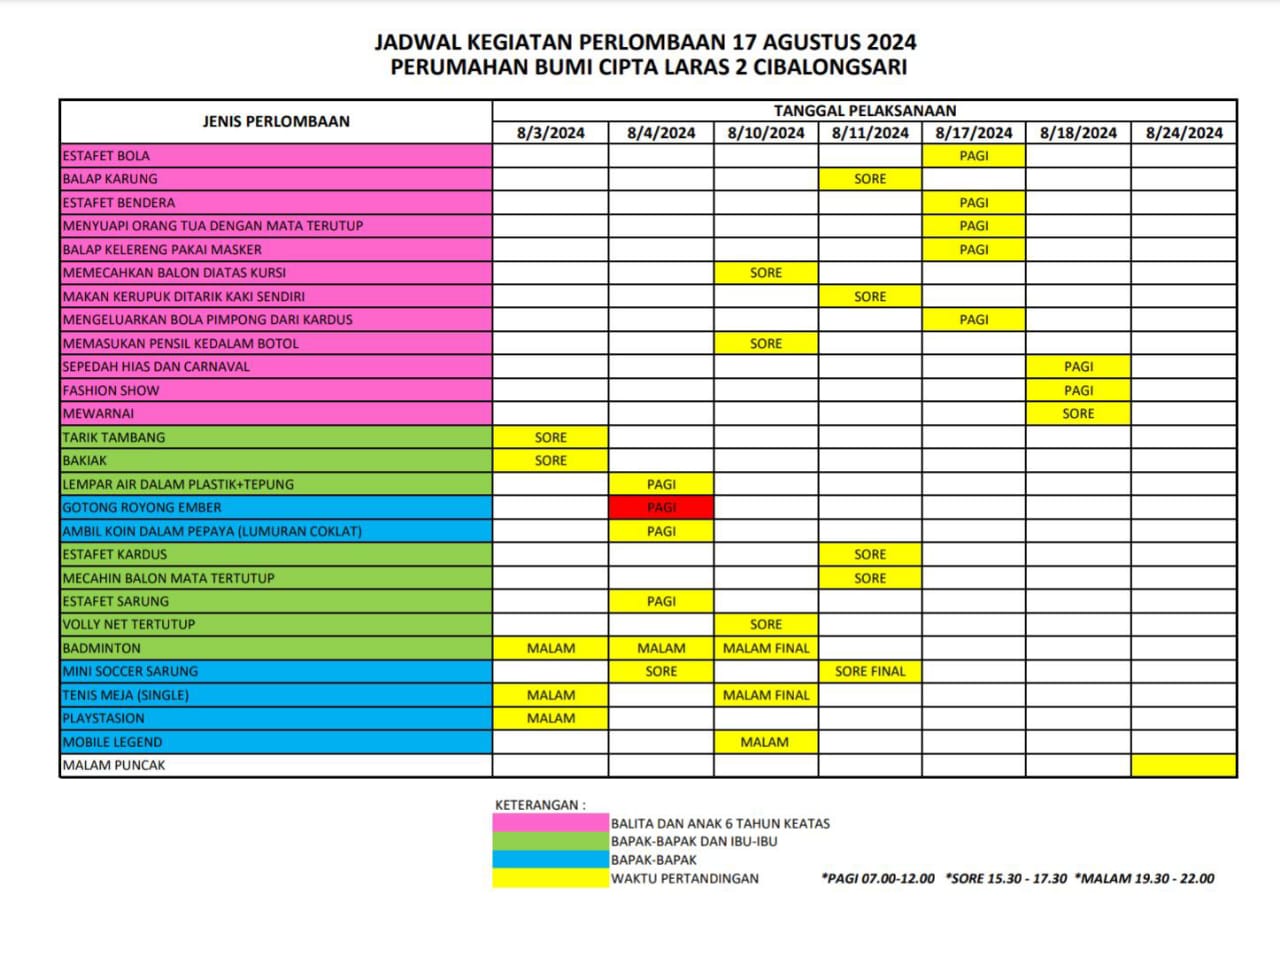 JADWAL KEGIATAN PERLOMBAAN 17 AGUSTUS 2024
PERUMAHAN BUMI CIPTA LARAS 2 CIBALONGSARI
JENIS PERLOMBAAN TANGGAL PELAKSANAAN
8/3/2024 8/4/2024 8/10/2024 8/11/2024 8/17/2024 8/18/2024 8/24/2024
ESTAFET BOLA PAGI
BALAP KARUNG SORE
ESTAFET BENDERA PAGI
MENYUAPI ORANG TUA DENGAN MATA TERUTUP PAGI
BALAP KELERENG PAKAI MASKER PAGI
MEMECAHKAN BALON DIATAS KURSI SORE
MAKAN KERUPUK DITARIK KAKI SENDIRI SORE
MENGELUARKAN BOLA PIMPONG DARI KARDUS PAGI
MEMASUKAN PENSIL KEDALAM BOTOL SORE
SEPEDAH HIAS DAN CARNAVAL PAGI
FASHION SHOW PAGI
MEWARNAI SORE
TARIK TAMBANG SORE
BAKIAK SORE
LEMPAR AIR DALAM PLASTIK+TEPUNG PAGI
GOTONG ROYONG EMBER PAGI
AMBIL KOIN DALAM PEPAYA (LUMURAN COKLAT) PAGI
ESTAFET KARDUS SORE
MECAHIN BALON MATA TERTUTUP SORE
ESTAFET SARUNG PAGI
VOLLY NET TERTUTUP SORE
BADMINTON MALAM MALAM MALAM FINAL
MINI SOCCER SARUNG SORE SORE FINAL
TENIS MEJA (SINGLE) MALAM MALAM FINAL
PLAYSTASION MALAM
MOBILE LEGEND MALAM
MALAM PUNCAK
KETERANGAN :
BALITA DAN ANAK 6 TAHUN KEATAS
BAPAK-BAPAK DAN IBU-IBU
BAPAK-BAPAK
WAKTU PERTANDINGAN *PAGI 07.00-12.00 *SORE 15.30 - 17.30 *MALAM 19.30 - 22.00